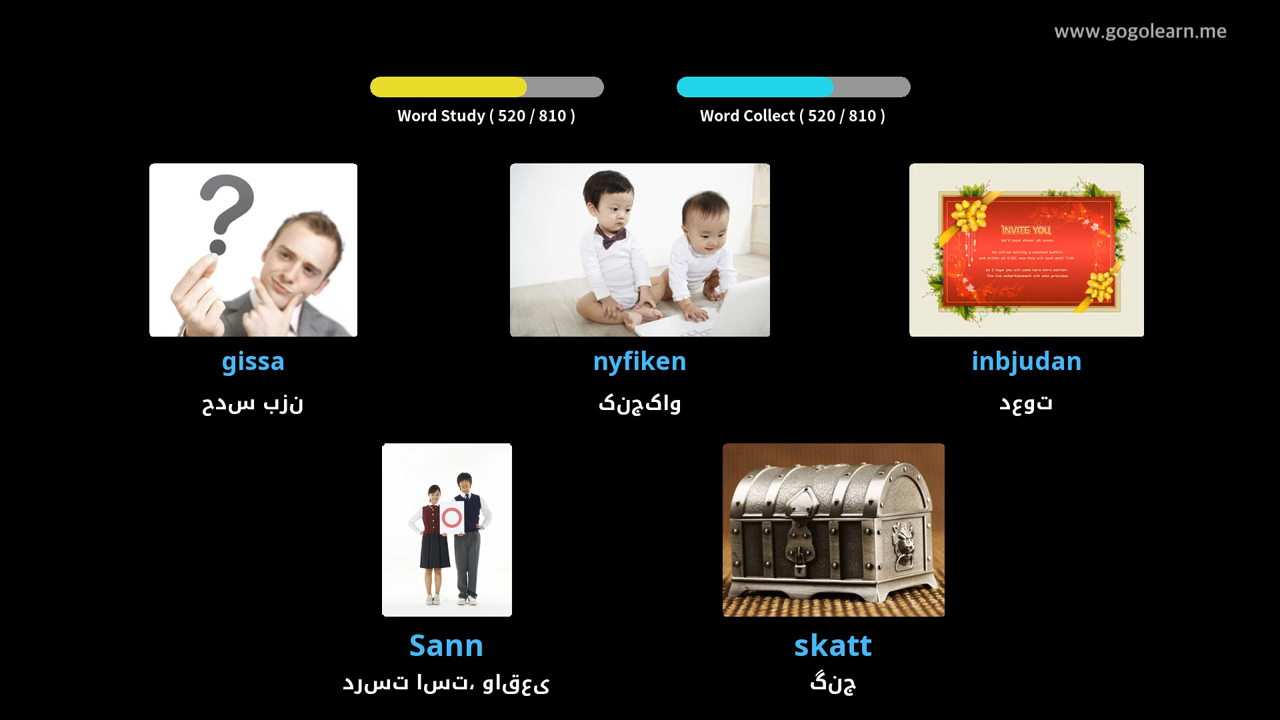 www.gogolearn.me
Word Study ( 520 / 810 )
Word Collect ( 520 / 810 )
INVITE YOU
gissa
nyfiken
inbjudan
حدس بزن
کنجکاو
دعوت
Sann
skatt
درست است، واقعی
گنج